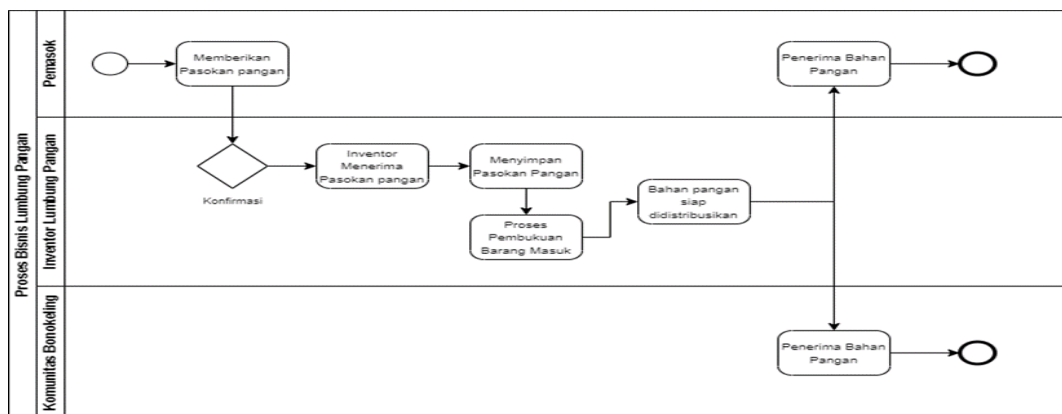 Proses Bisnis Lumbung Pangan
Pemasok
Memberikan
Pasokan pangan
Penerima Bahan
Pangan
Inventor Lumbung Pangan
Konfirmasi
Inventor
Menerima
Pasokan pangan
Menyimpan
Pasokan Pangan
Proses
Pembukuan
Barang Masuk
Bahan pangan
siap
didistribusikan
Komunitas Bonokeling
Penerima Bahan
Pangan